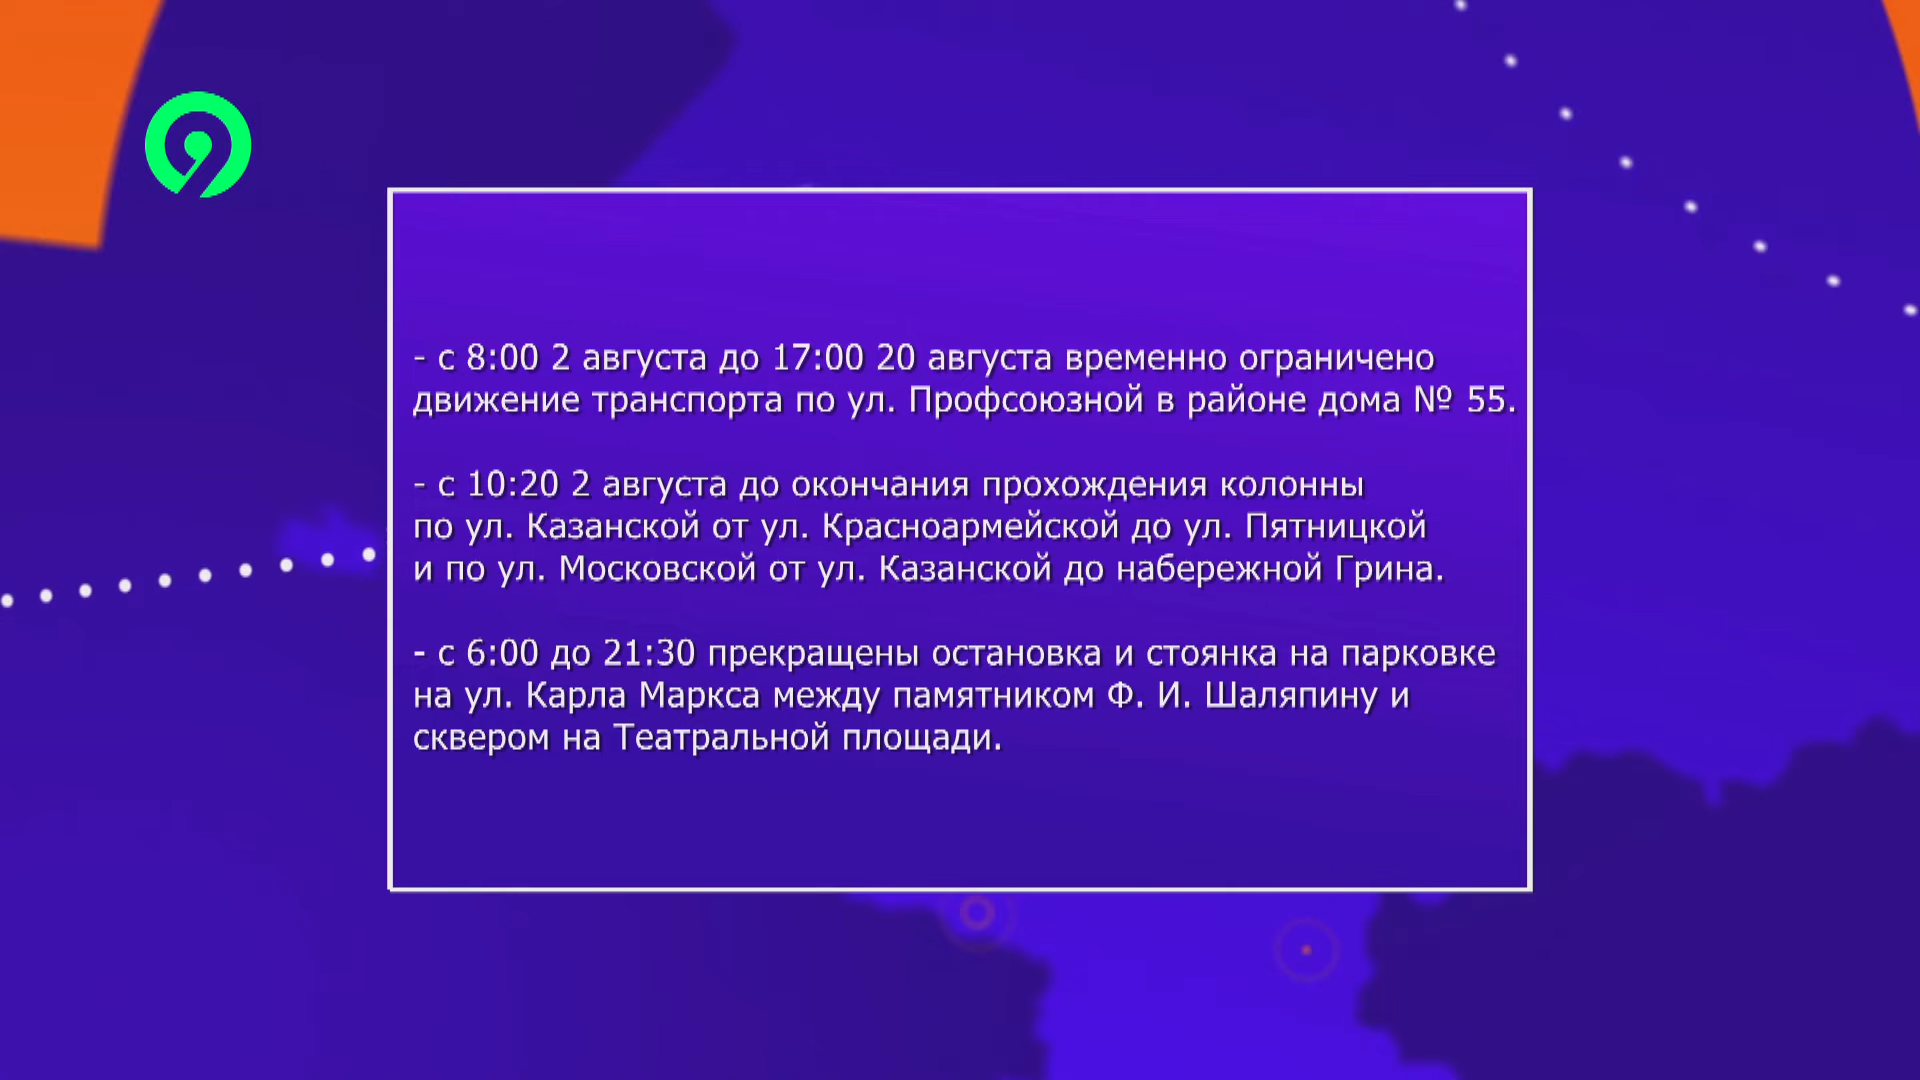 - с 8:00 2 августа до 17:00 20 августа временно ограничено
движение транспорта по ул. Профсоюзной в районе дома № 55.
- с 10:20 2 августа до окончания прохождения колонны
по ул. Казанской от ул. Красноармейской до ул. Пятницкой
и по ул. Московской от ул. Казанской до набережной Грина.
- с 6:00 до 21:30 прекращены остановка и стоянка на парковке
на ул. Карла Маркса между памятником Ф. И. Шаляпину и
сквером на Театральной площади.